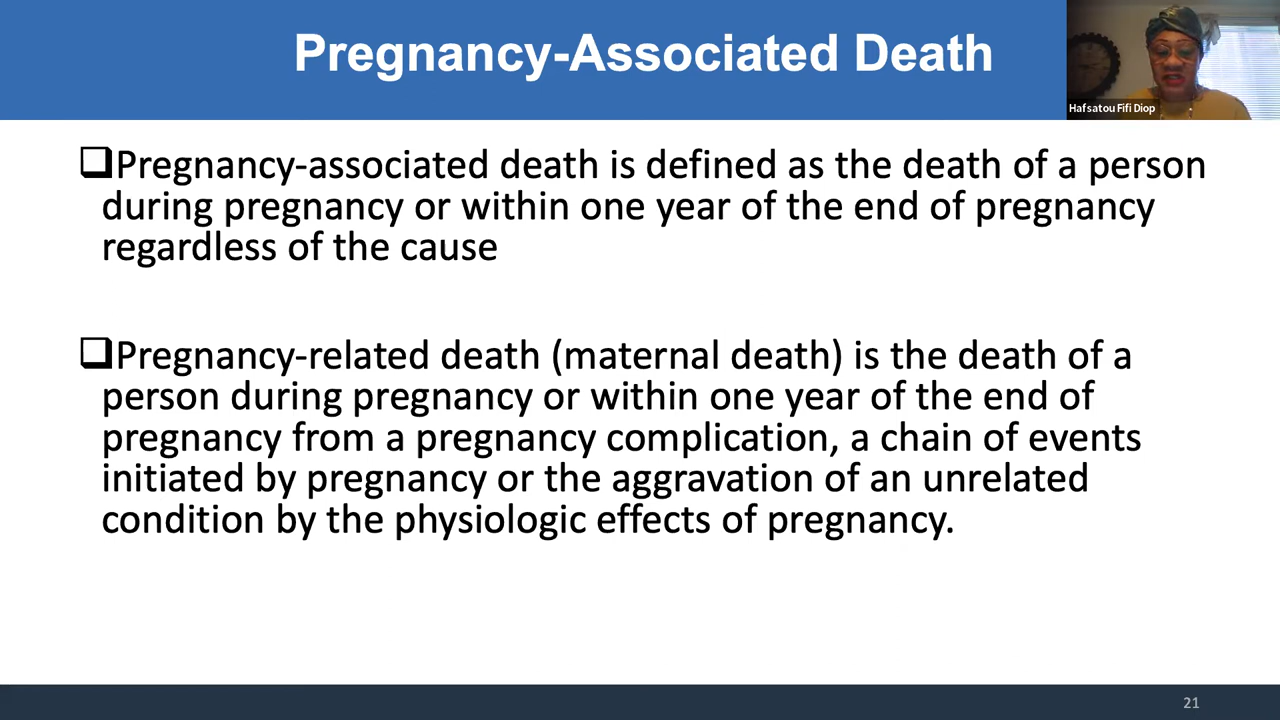 Pregnancy-Associated Death
Hafsatou Fifi Diop
Pregnancy-associated death is defined as the death of a person
during pregnancy or within one year of the end of pregnancy
regardless of the cause
Pregnancy-related death (maternal death) is the death of a
person during pregnancy or within one year of the end of
pregnancy from a pregnancy complication, a chain of events
initiated by pregnancy or the aggravation of an unrelated
condition by the physiologic effects of pregnancy.
21